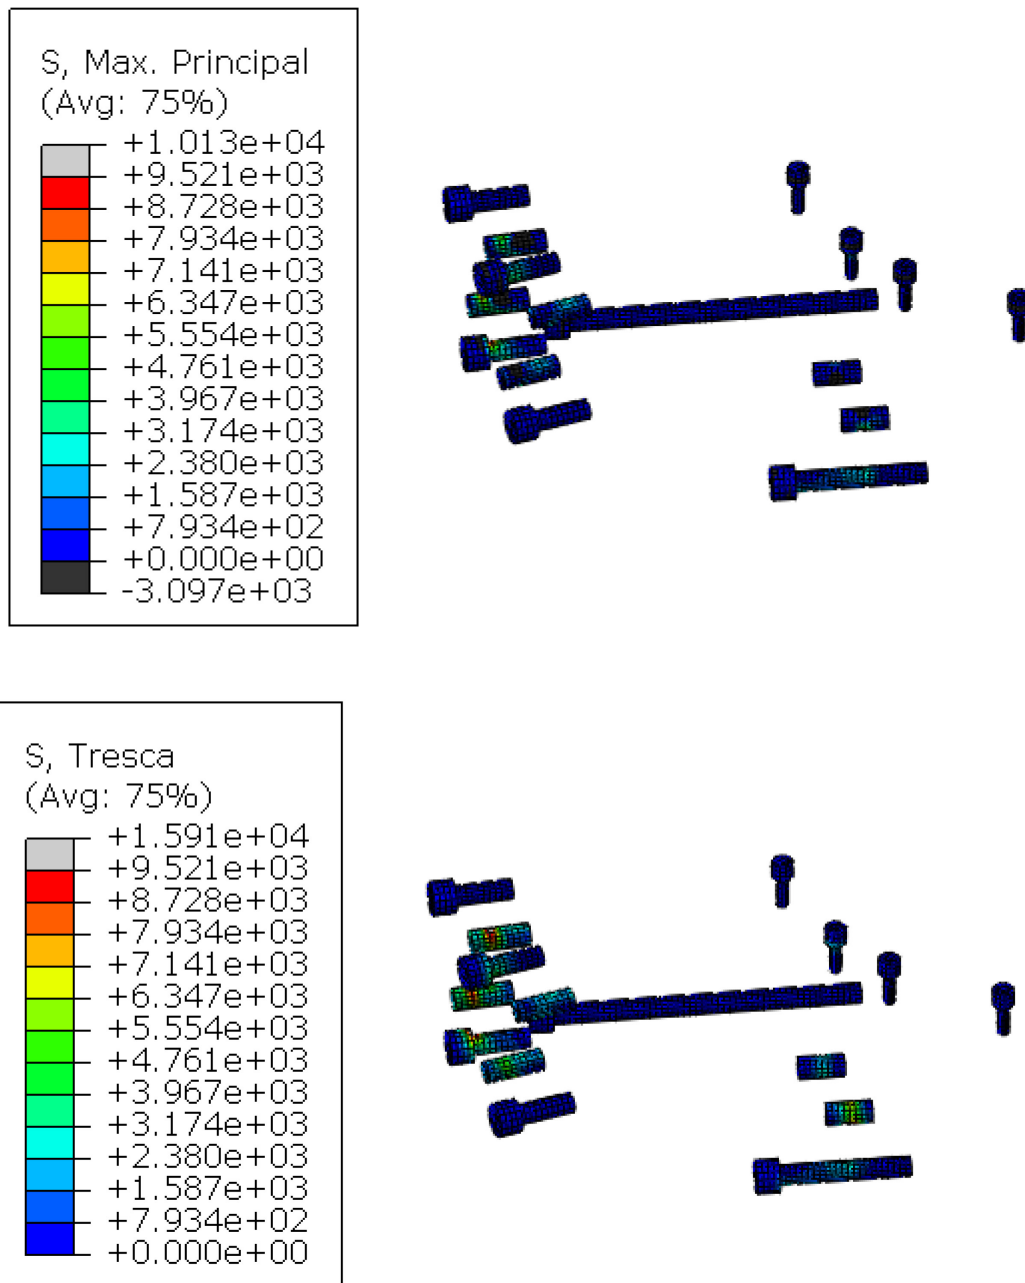 S, Max. Principal
(Avg: 75%)
+1.013e+04
+9.521e+03
+8.728e+03
+7.934e+03
+7.141e+03
+6.347e+03
+5.554e+03
+4.761e+03
+3.967e+03
+3.174e+03
+2.380e+03
+1.587e+03
+7.934e+02
+0.000e+00
-3.097e+03
S, Tresca
(Avg: 75%)
+1.591e+04
+9.521e+03
+8.728e+03
+7.934e+03
+7.141e+03
+6.347e+03
+5.554e+03
+4.761e+03
+3.967e+03
+3.174e+03
+2.380e+03
+1.587e+03
+7.934e+02
+0.000e+00